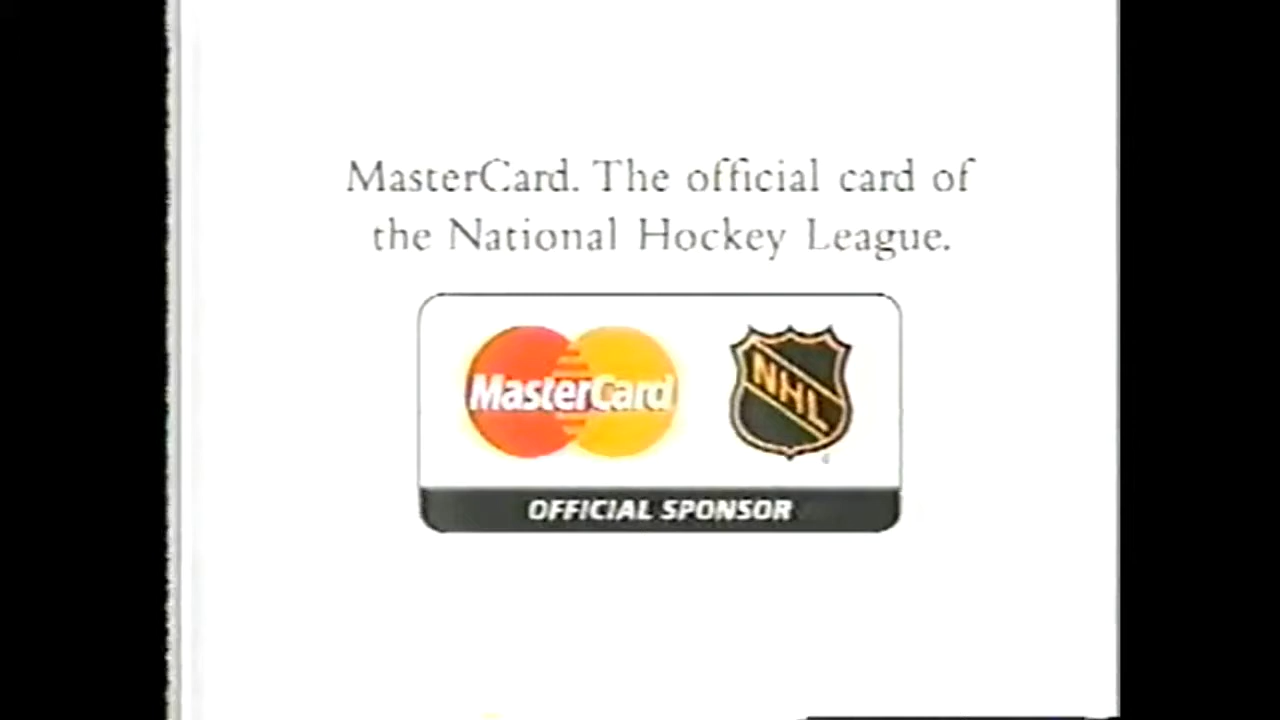 MasterCard. The official card of
the National Hockey League.
MasterCard
NHL
OFFICIAL SPONSOR